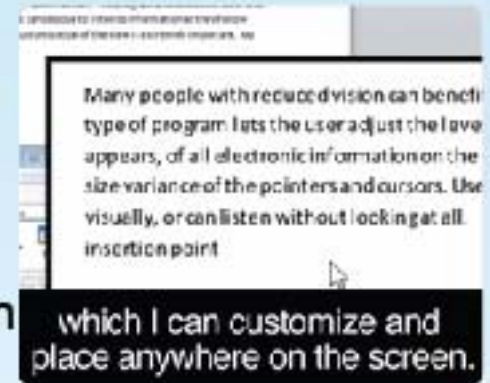 Many people with reduced vision can benefi
type of program lets the user adjust the leve
appears, of all electronic information on the
size variance of the pointers and cursors. Use
visually, or can listen without looking at all.
insertion point
n
which I can customize and
place anywhere on the screen.